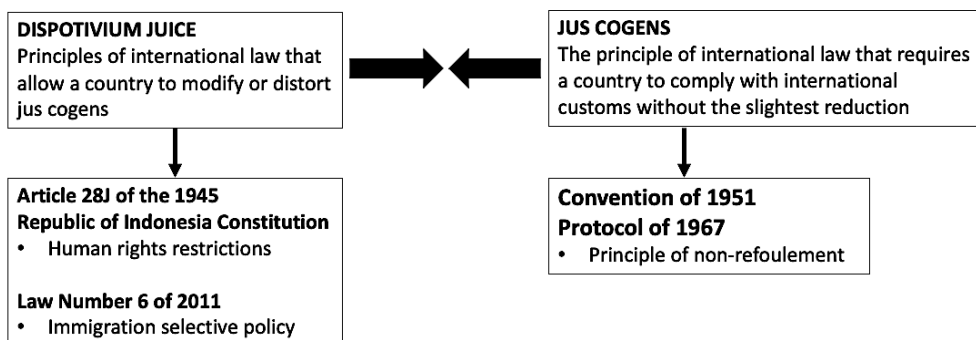 DISPOTIVIUM JUICE
Principles of international law that
allow a country to modify or distort
jus cogens
JUS COGENS
The principle of international law that requires
a country to comply with international
customs without the slightest reduction
Article 28J of the 1945
Republic of Indonesia Constitution
• Human rights restrictions
Law Number 6 of 2011
• Immigration selective policy
Convention of 1951
Protocol of 1967
• Principle of non-refoulement